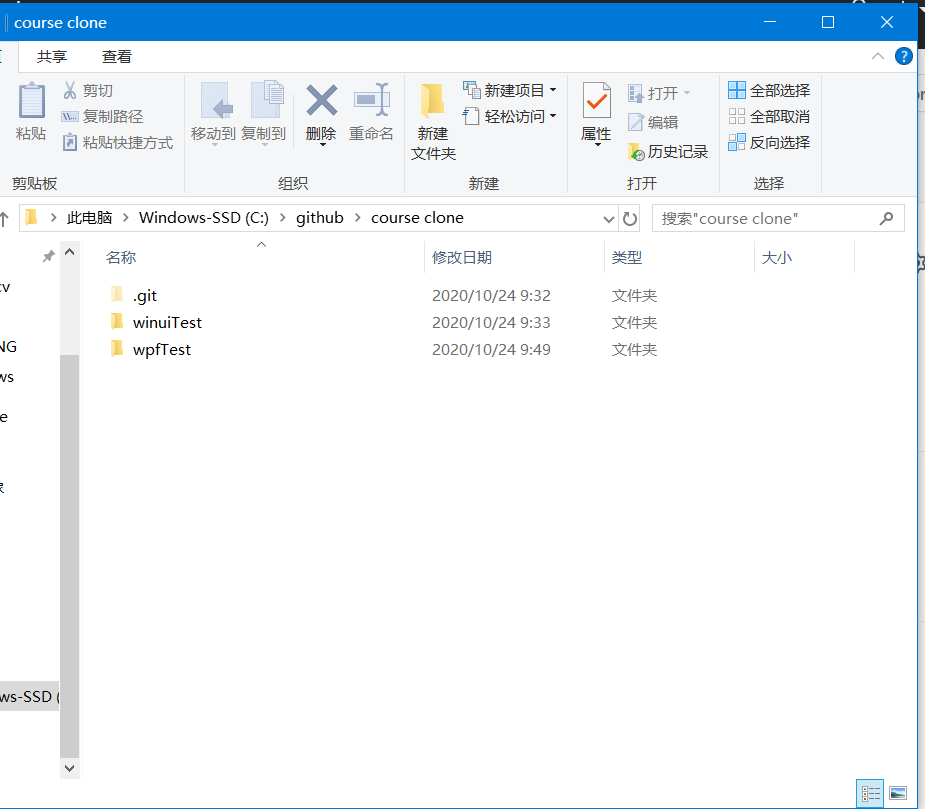 course clone
共享 查看
粘贴
剪切
复制路径
粘贴快捷方式
剪贴板
移动到 复制到 删除 重命名
组织
新建
文件夹
新建项目
轻松访问
新建
属性
打开
编辑
历史记录
打开
全部选择
全部取消
反向选择
选择
此电脑 > Windows-SSD (C:) > github > course clone
搜索"course clone"
名称 修改日期 类型 大小
.git 2020/10/24 9:32 文件夹
winuiTest 2020/10/24 9:33 文件夹
wpfTest 2020/10/24 9:49 文件夹
cv
NG
ws
e
ws-SSD (